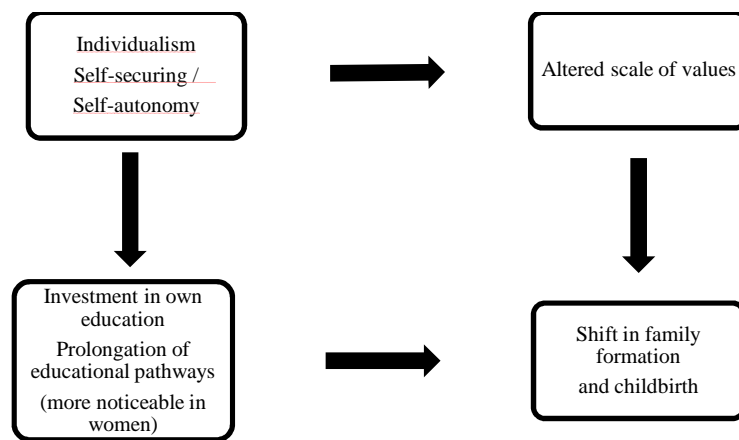 Individualism
Self-securing /
Self-autonomy
Altered scale of values
Investment in own
education
Prolongation of
educational pathways
(more noticeable in
women)
Shift in family
formation
and childbirth